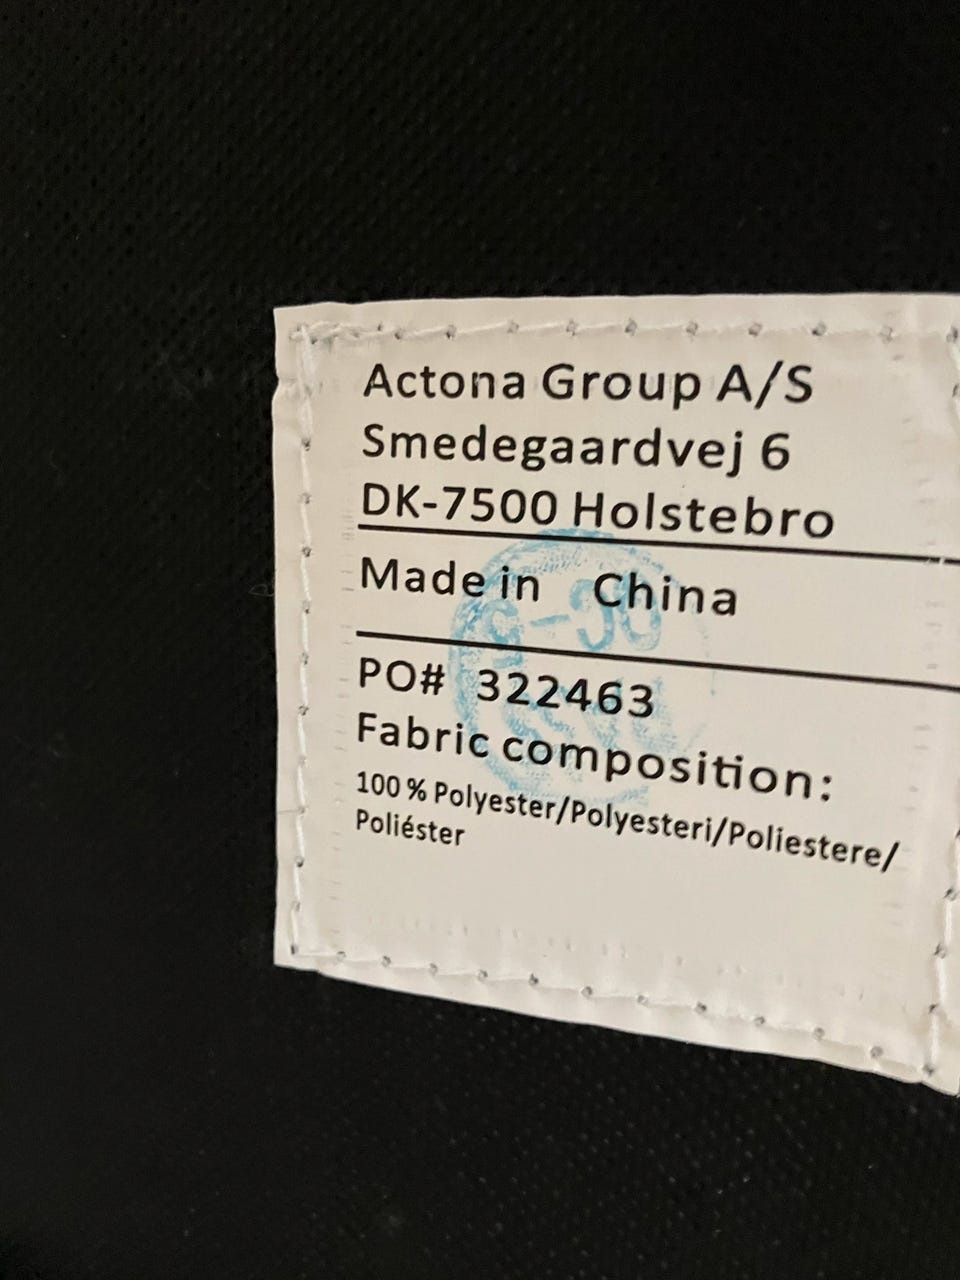 Actona Group A/S
Smedegaardvej 6
DK-7500 Holstebro
Made in China
PO# 322463
Fabric composition:
100 % Polyester/Polyesteri/Poliestere/
Poliéster